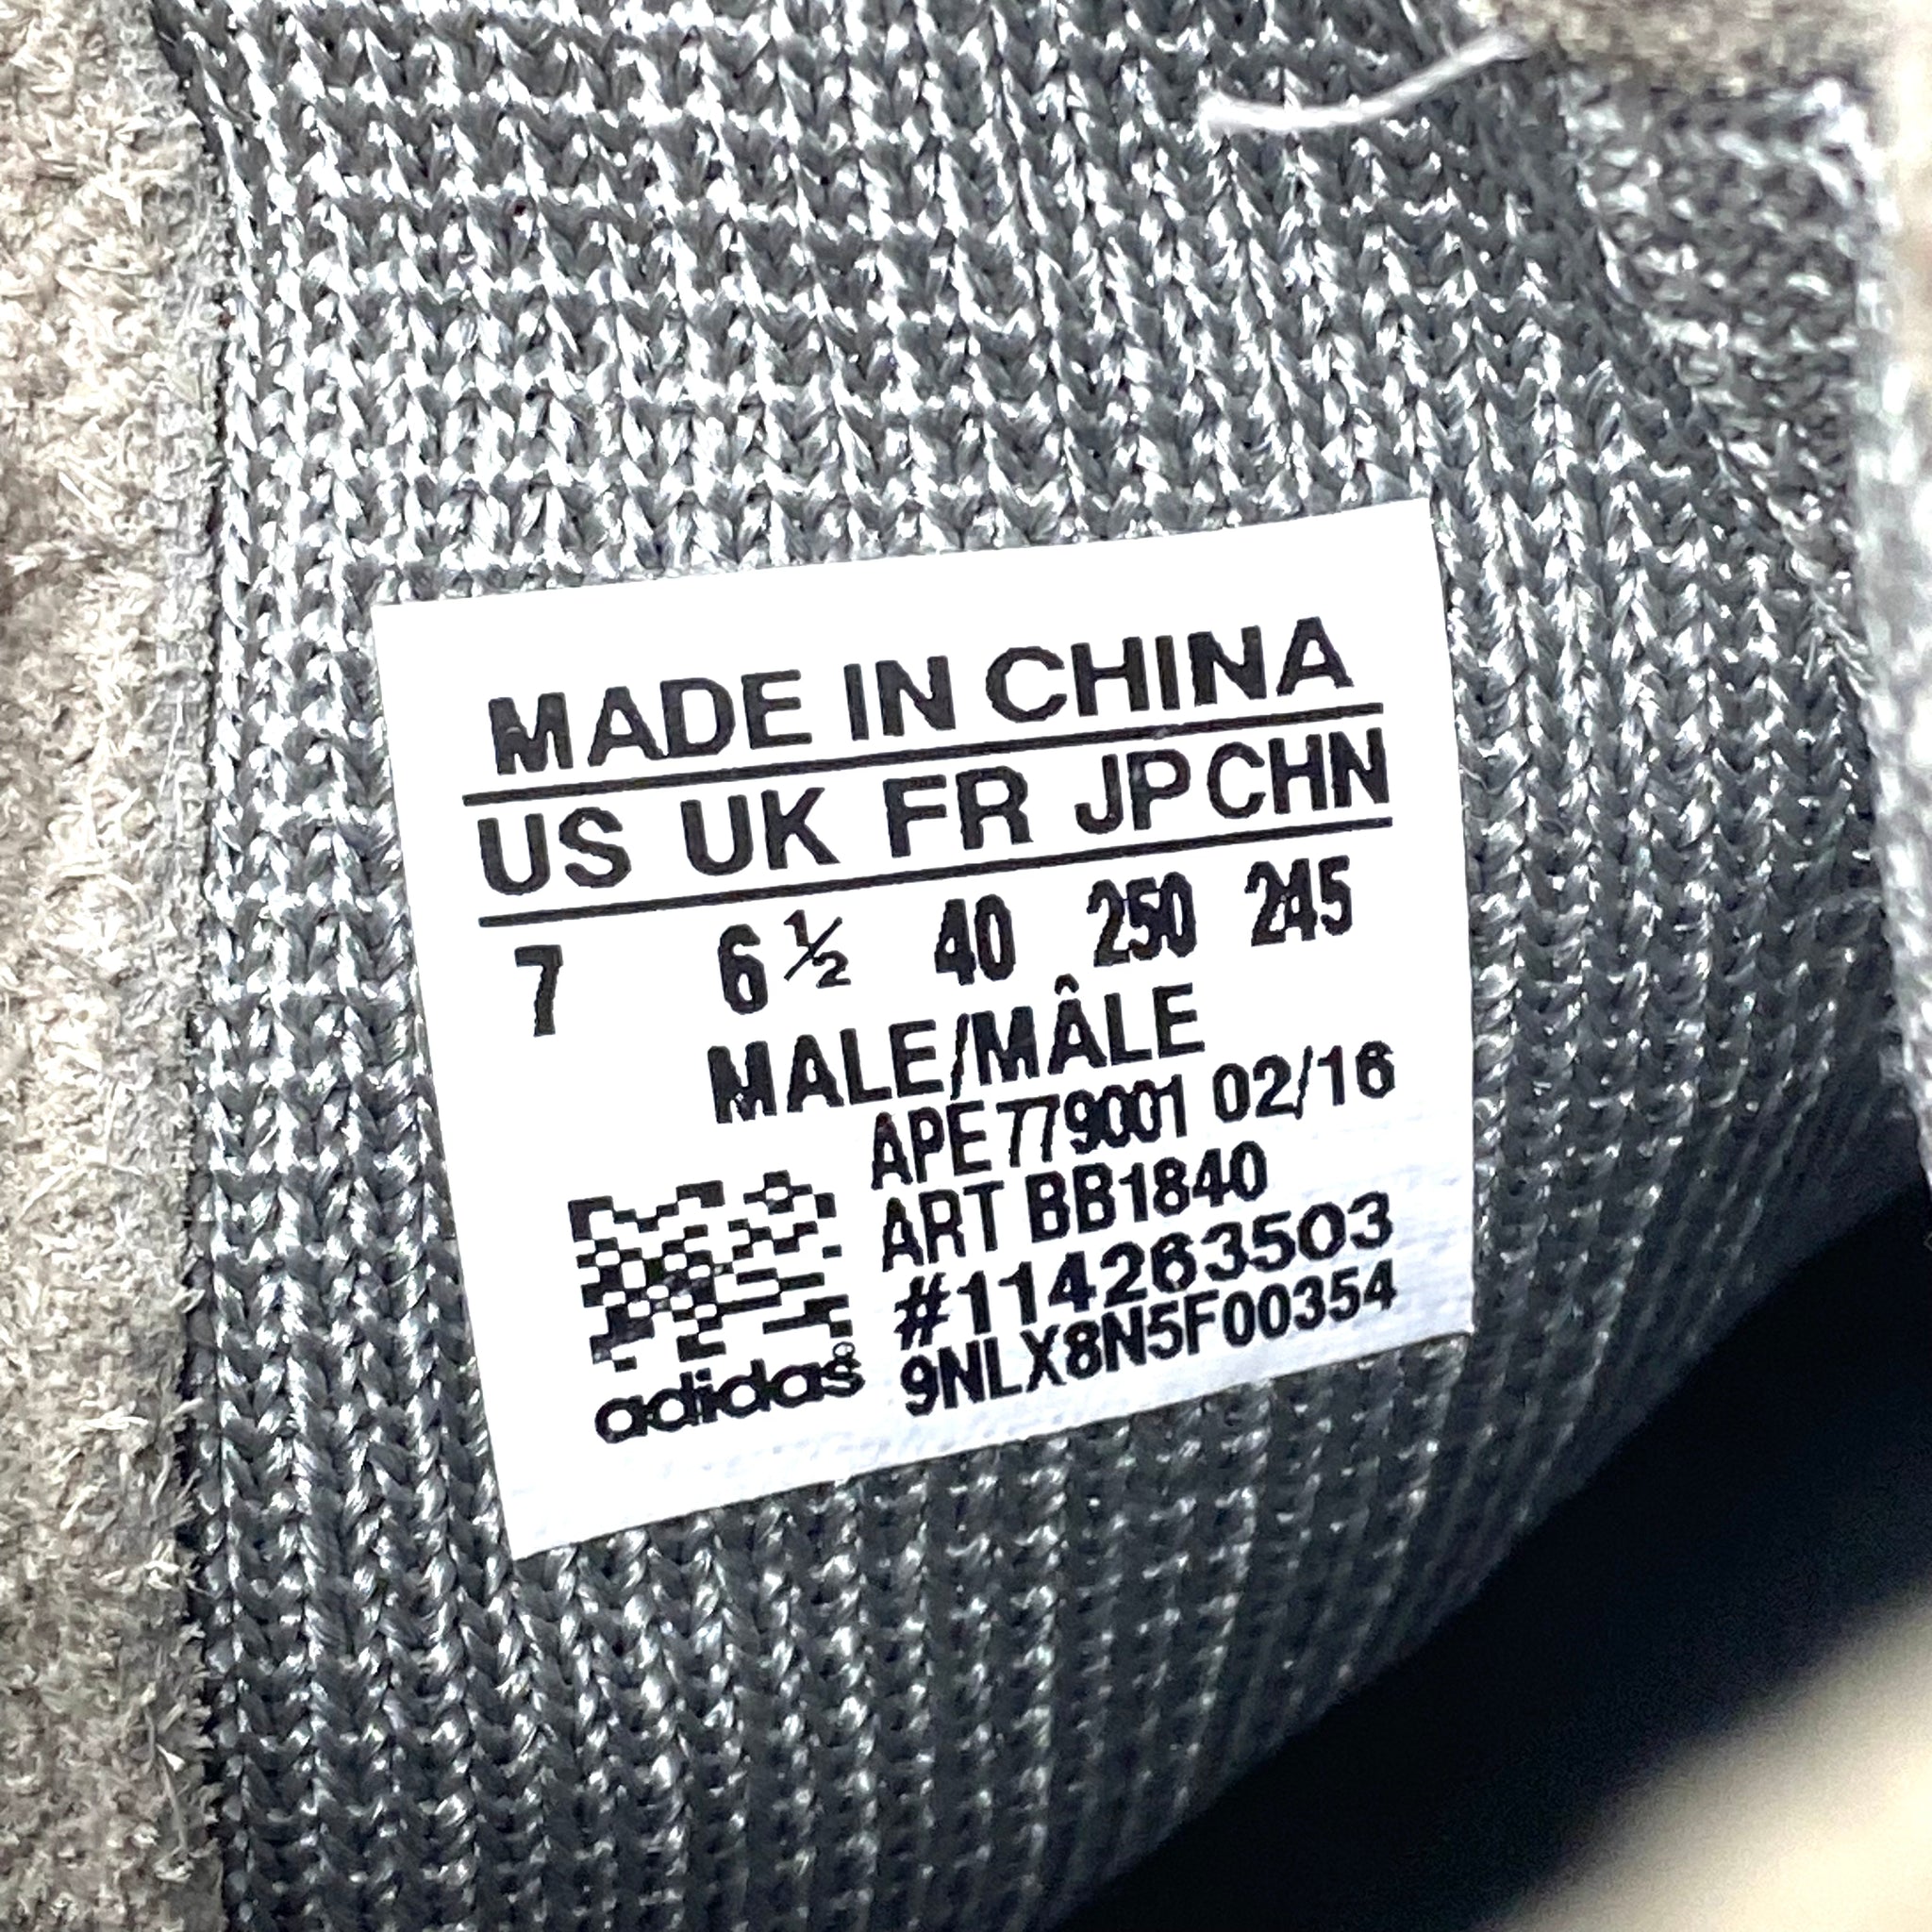 MADE IN CHINA
US UK FR JP CHN
7 6 ½ 40 250 245
MALE/MÂLE
APE 779001 02/16
ART BB1840
#114263503
9NLX8N5F00354
adidas